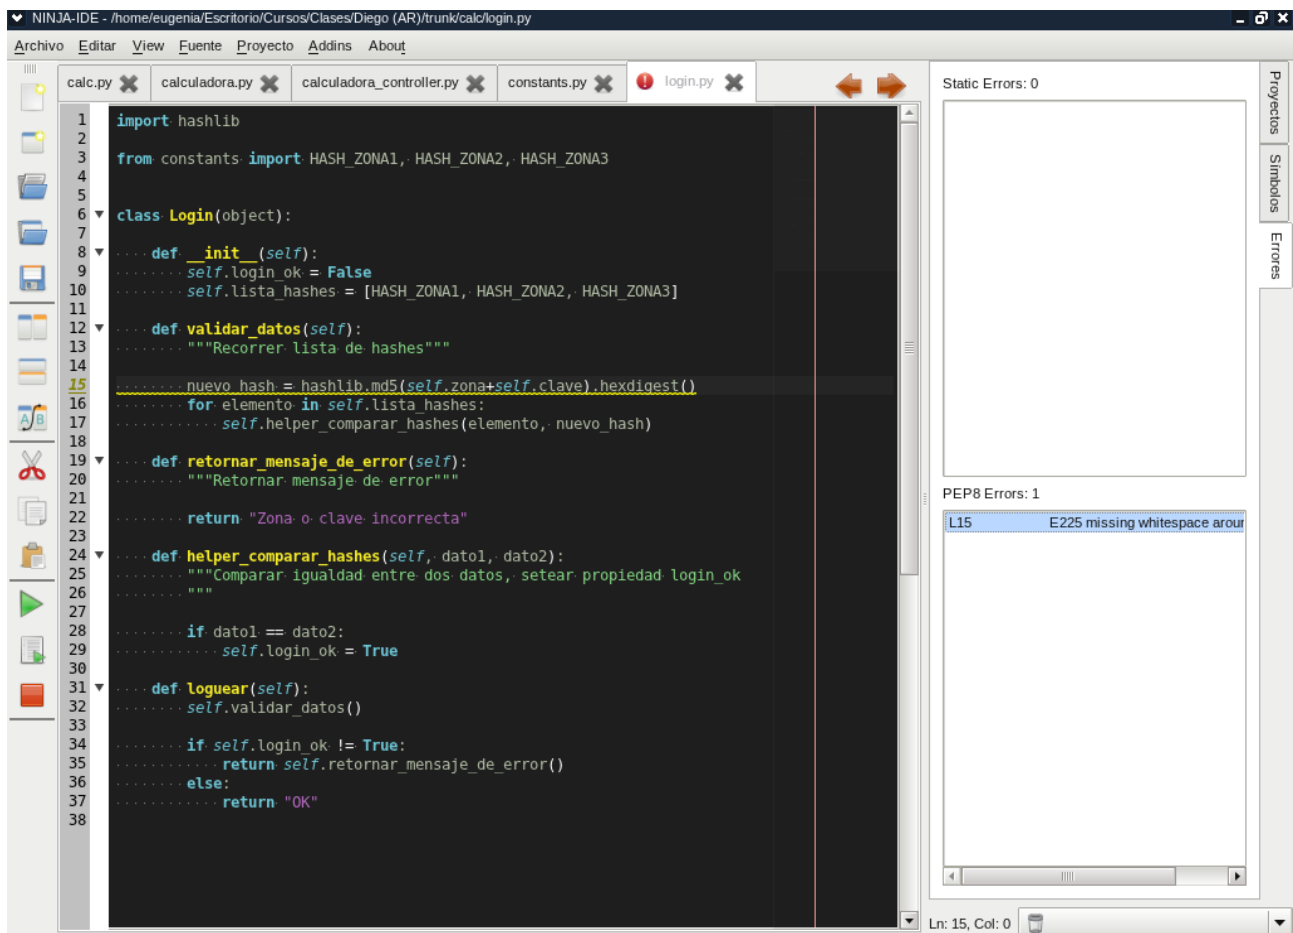 NINJA-IDE - /home/eugenia/Escritorio/Cursos/Clases/Diego (AR)/trunk/calc/login.py
Archivo Editar View Fuente Proyecto Addins About
calc.py calculadora.py calculadora_controller.py constants.py login.py
1 import hashlib
2
3 from constants import HASH_ZONA1, HASH_ZONA2, HASH_ZONA3
4
5
6 class Login(object):
7
8 def __init__(self):
9 self.login_ok = False
10 self.lista_hashes = [HASH_ZONA1, HASH_ZONA2, HASH_ZONA3]
11
12 def validar_datos(self):
13 """Recorrer lista de hashes"""
14
15 nuevo_hash = hashlib.md5(self.zona+self.clave).hexdigest()
16 for elemento in self.lista_hashes:
17 self.helper_comparar_hashes(elemento, nuevo_hash)
18
19 def retornar_mensaje_de_error(self):
20 """Retornar mensaje de error"""
21
22 return "Zona o clave incorrecta"
23
24 def helper_comparar_hashes(self, dato1, dato2):
25 """Comparar igualdad entre dos datos, setear propiedad login_ok
26 """
27
28 if dato1 == dato2:
29 self.login_ok = True
30
31 def loguear(self):
32 self.validar_datos()
33
34 if self.login_ok != True:
35 return self.retornar_mensaje_de_error()
36 else:
37 return "OK"
38
Static Errors: 0
PEP8 Errors: 1
L15 E225 missing whitespace arour
Proyectos
Símbolos
Errores
Ln: 15, Col: 0